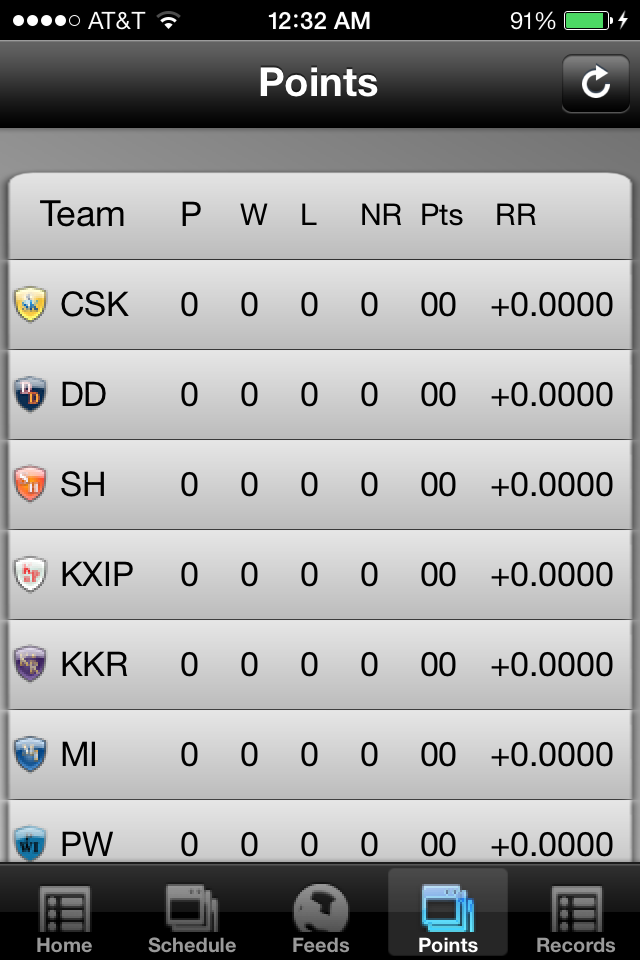 AT&T 12:32 AM 91%
Points
Team P W L NR Pts RR
CSK 0 0 0 0 00 +0.0000
DD 0 0 0 0 00 +0.0000
SH 0 0 0 0 00 +0.0000
KXIP 0 0 0 0 00 +0.0000
KKR 0 0 0 0 00 +0.0000
MI 0 0 0 0 00 +0.0000
PW 0 0 0 0 00 +0.0000
Home Schedule Feeds Points Records